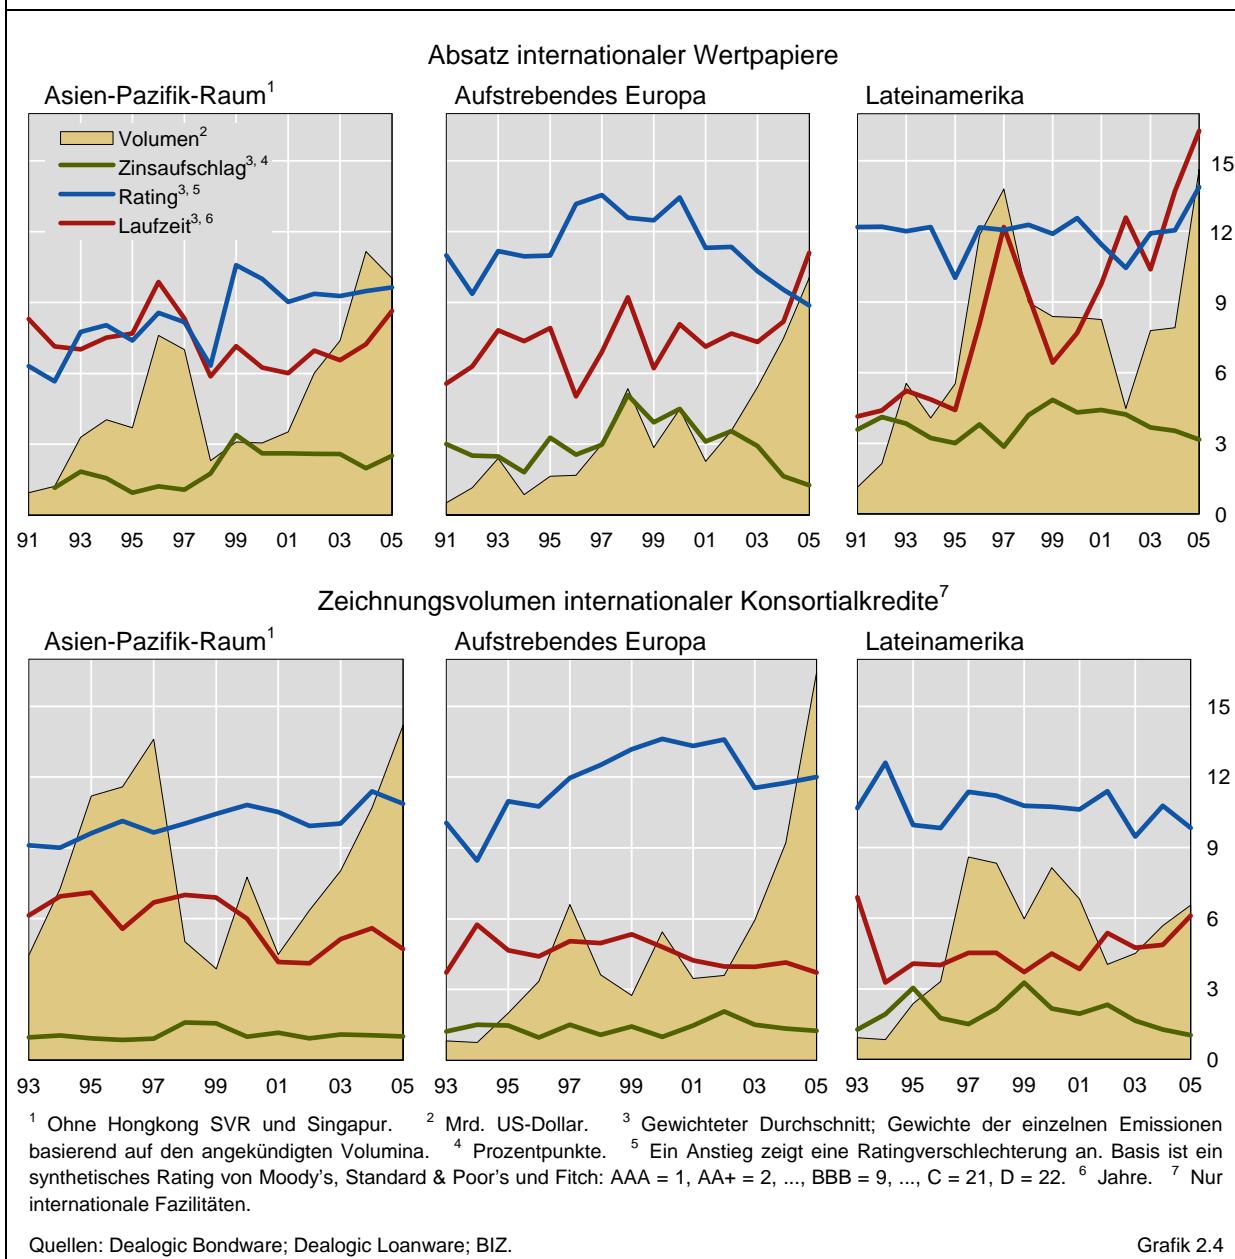 Absatz internationaler Wertpapiere
Asien-Pazifik-Raum¹
Aufstrebendes Europa
Lateinamerika
Volumen²
Zinsaufschlag³, ⁴
Rating³, ⁵
Laufzeit³, ⁶
15
12
9
6
3
0
91 93 95 97 99 01 03 05
91 93 95 97 99 01 03 05
91 93 95 97 99 01 03 05
Zeichnungsvolumen internationaler Konsortialkredite⁷
Asien-Pazifik-Raum¹
Aufstrebendes Europa
Lateinamerika
15
12
9
6
3
0
93 95 97 99 01 03 05
93 95 97 99 01 03 05
93 95 97 99 01 03 05
¹ Ohne Hongkong SVR und Singapur. ² Mrd. US-Dollar. ³ Gewichteter Durchschnitt; Gewichte der einzelnen Emissionen
basierend auf den angekündigten Volumina. ⁴ Prozentpunkte. ⁵ Ein Anstieg zeigt eine Ratingverschlechterung an. Basis ist ein
synthetisches Rating von Moody's, Standard & Poor's und Fitch: AAA = 1, AA+ = 2, ..., BBB = 9, ..., C = 21, D = 22. ⁶ Jahre. ⁷ Nur
internationale Fazilitäten.
Quellen: Dealogic Bondware; Dealogic Loanware; BIZ.
Grafik 2.4